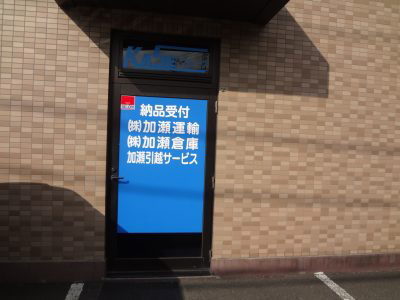 納品受付
㈱加瀬運輸
㈱加瀬倉庫
加瀬引越サービス